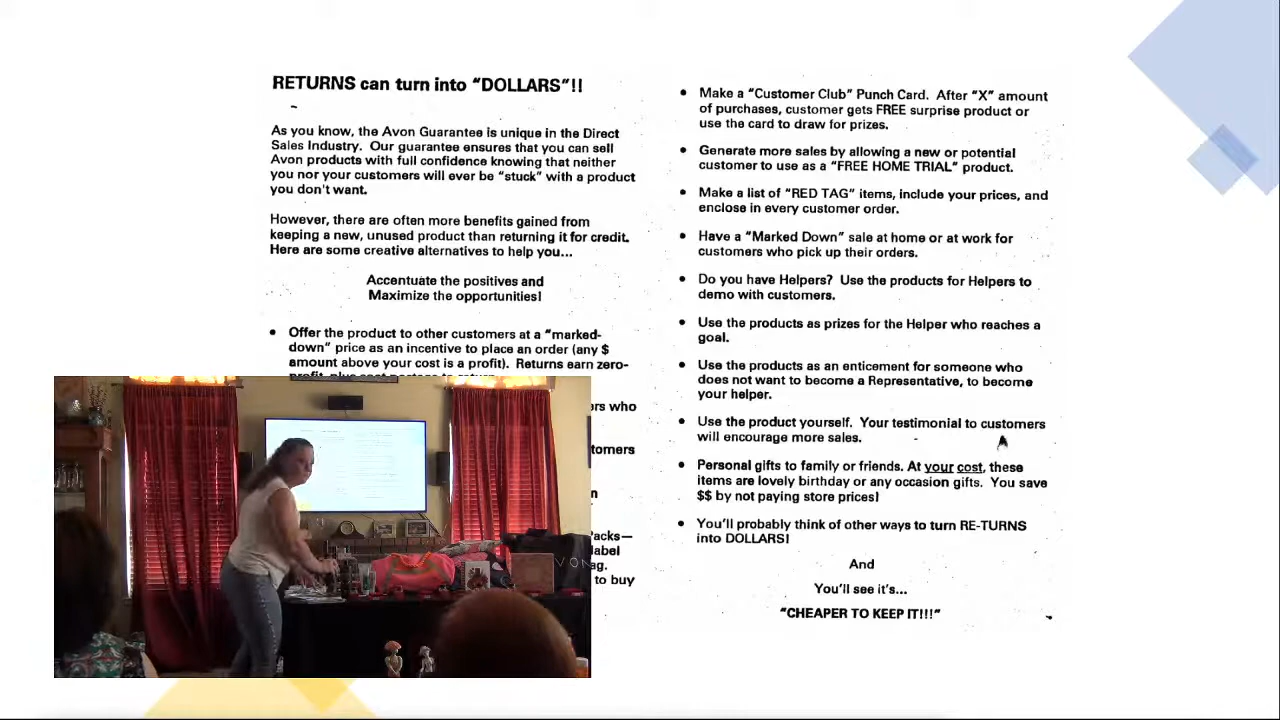 RETURNS can turn into "DOLLARS"!!
As you know, the Avon Guarantee is unique in the Direct
Sales Industry. Our guarantee ensures that you can sell
Avon products with full confidence knowing that neither
you nor your customers will ever be "stuck" with a product
you don't want.
However, there are often more benefits gained from
keeping a new, unused product than returning it for credit.
Here are some creative alternatives to help you...
Accentuate the positives and
Maximize the opportunities!
• Offer the product to other customers at a "marked-
down" price as an incentive to place an order (any $
amount above your cost is a profit). Returns earn zero-
who
to buy
• Make a "Customer Club" Punch Card. After "X" amount
of purchases, customer gets FREE surprise product or
use the card to draw for prizes.
• Generate more sales by allowing a new or potential
customer to use as a "FREE HOME TRIAL" product.
• Make a list of "RED TAG" items, include your prices, and
enclose in every customer order.
• Have a "Marked Down" sale at home or at work for
customers who pick up their orders.
• Do you have Helpers? Use the products for Helpers to
demo with customers.
• Use the products as prizes for the Helper who reaches a
goal.
• Use the products as an enticement for someone who
does not want to become a Representative, to become
your helper.
• Use the product yourself. Your testimonial to customers
will encourage more sales.
• Personal gifts to family or friends. At your cost, these
items are lovely birthday or any occasion gifts. You save
$$ by not paying store prices!
• You'll probably think of other ways to turn RE-TURNS
into DOLLARS!
And
You'll see it's...
"CHEAPER TO KEEP IT!!!"